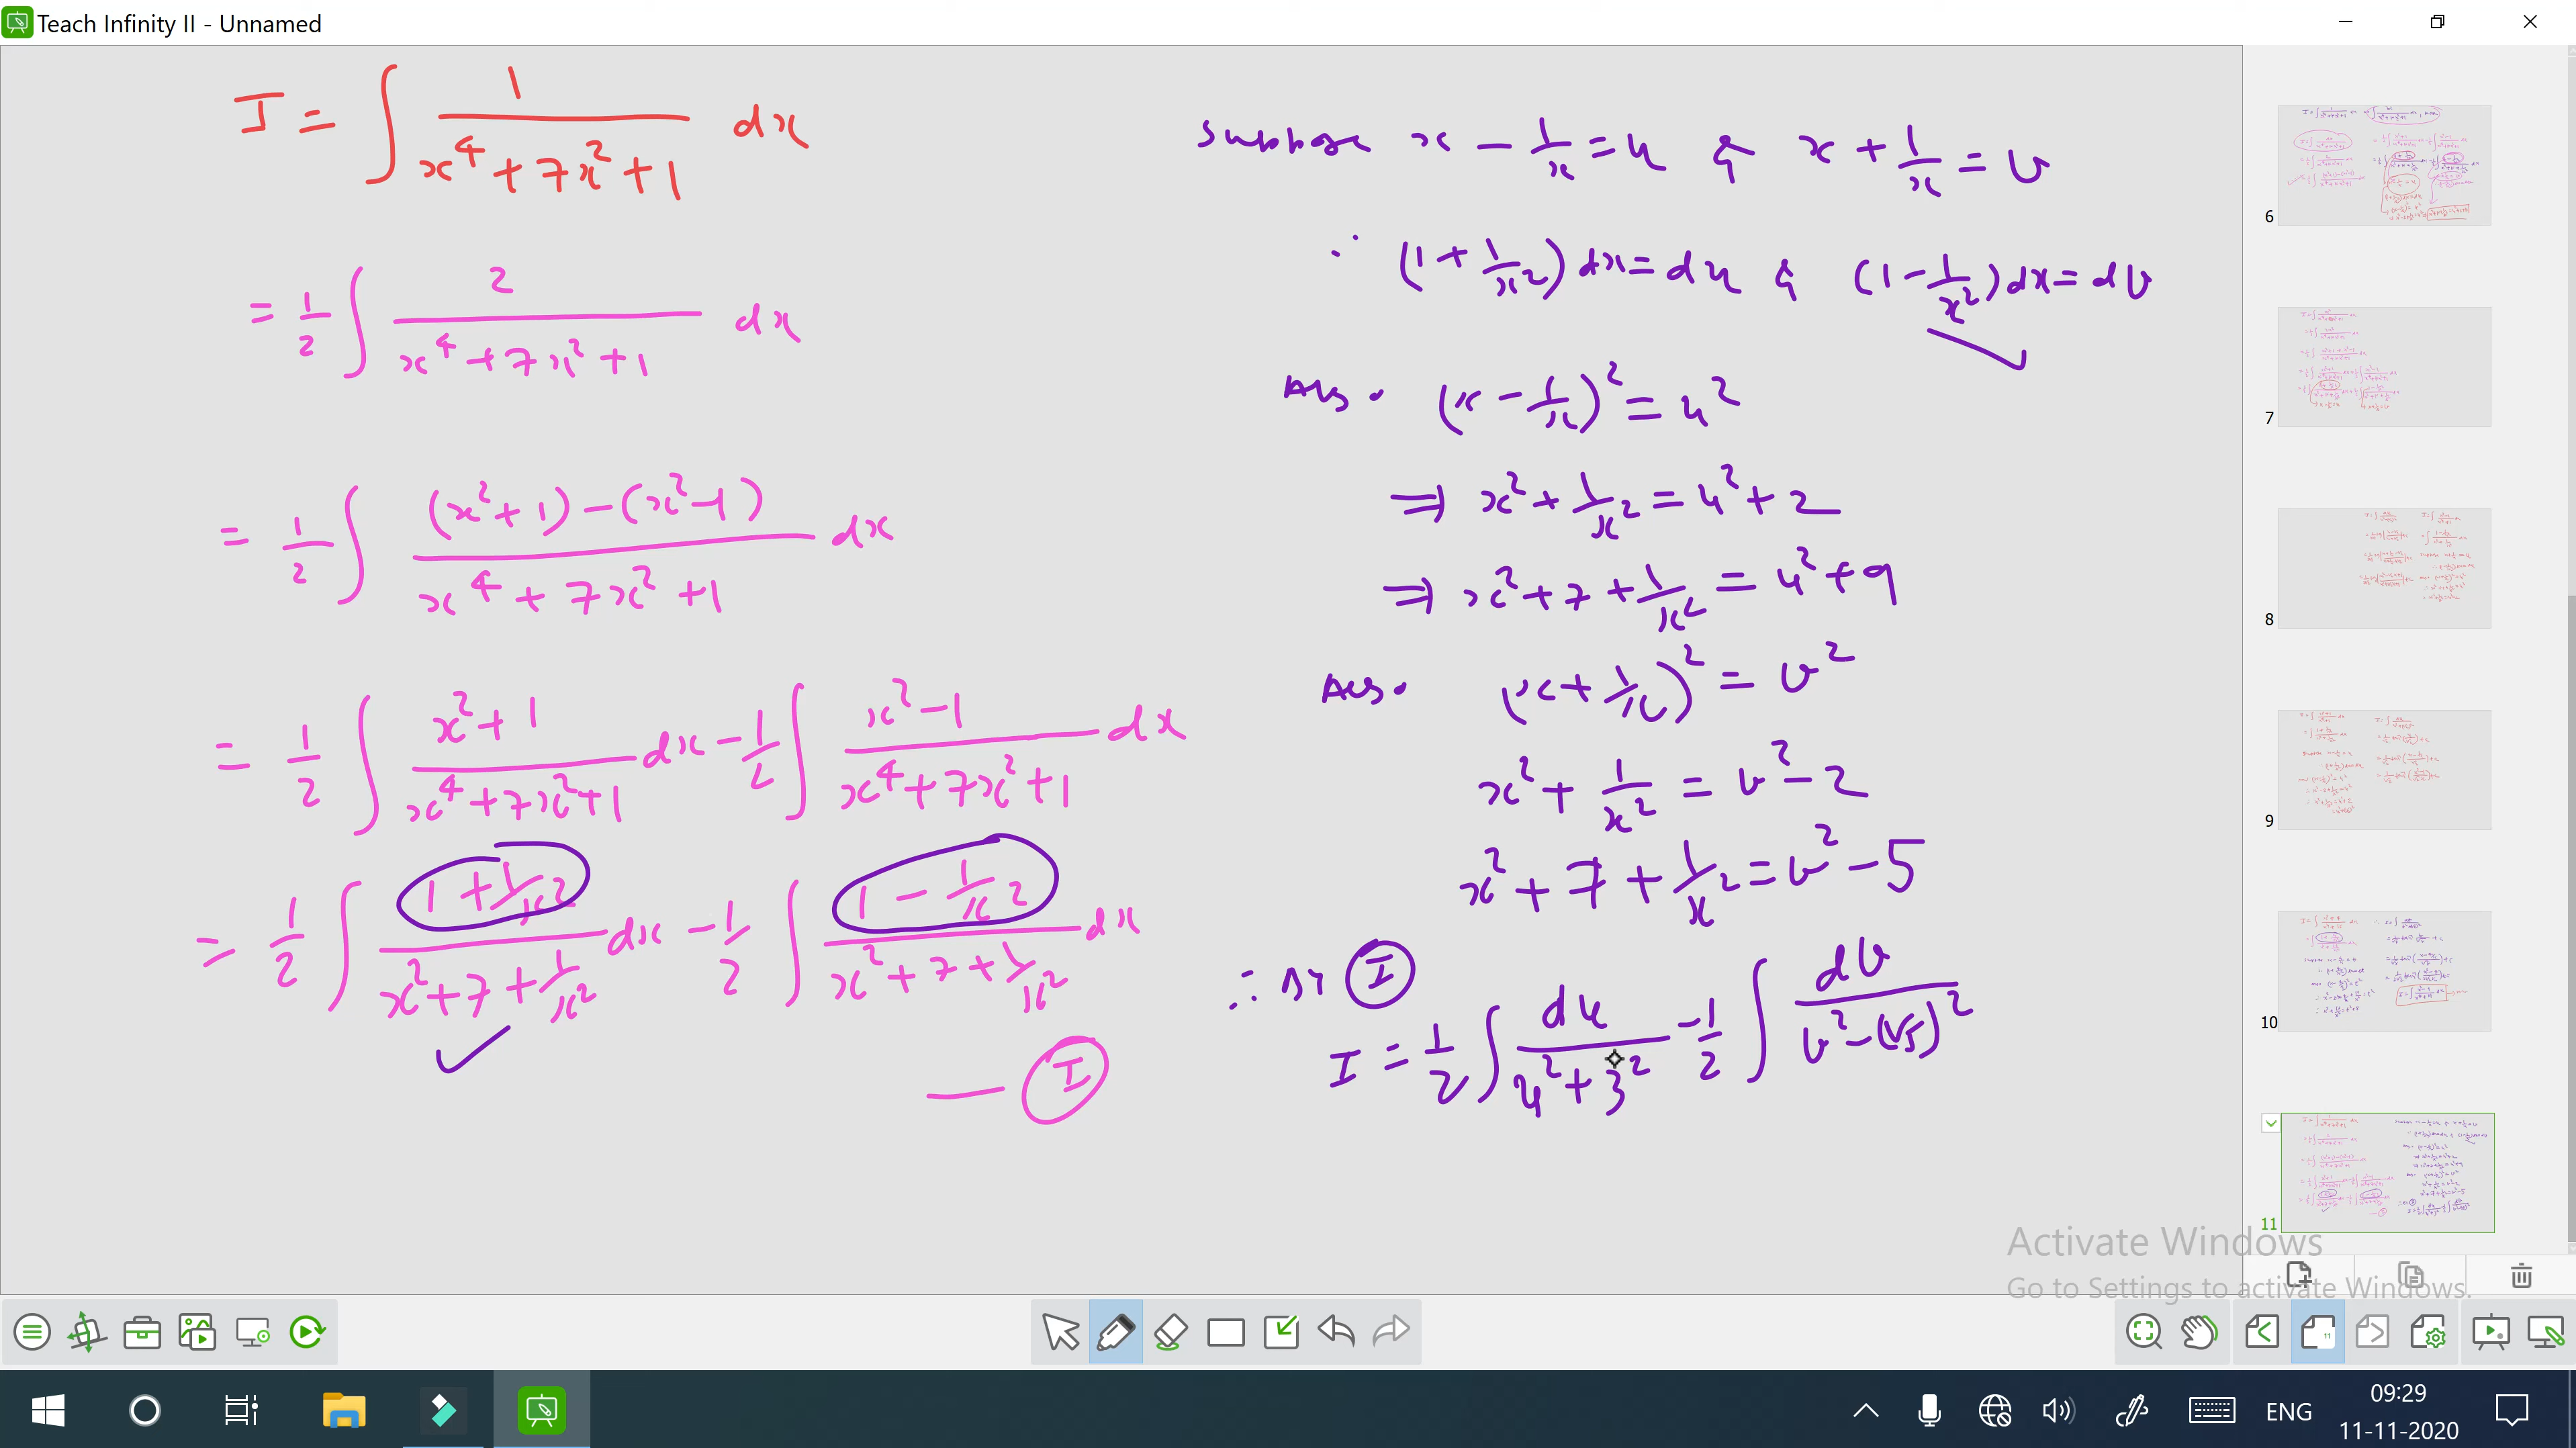 Teach Infinity II - Unnamed
I = ∫ 1/(x⁴ + 7x² + 1) dx
= 1/2 ∫ 2/(x⁴ + 7x² + 1) dx
= 1/2 ∫ ((x² + 1) − (x² − 1))/(x⁴ + 7x² + 1) dx
= 1/2 ∫ (x² + 1)/(x⁴ + 7x² + 1) dx − 1/2 ∫ (x² − 1)/(x⁴ + 7x² + 1) dx
= 1/2 ∫ (1 + 1/x²)/(x² + 7 + 1/x²) dx − 1/2 ∫ (1 − 1/x²)/(x² + 7 + 1/x²) dx
— I
Suppose x − 1/x = u & x + 1/x = v
∴ (1 + 1/x²) dx = du & (1 − 1/x²) dx = dv
Also (x − 1/x)² = u²
⇒ x² + 1/x² = u² + 2
⇒ x² + 7 + 1/x² = u² + 9
Also (x + 1/x)² = v²
x² + 1/x² = v² − 2
x² + 7 + 1/x² = v² − 5
∴ by I
I = 1/2 ∫ du/(u² + 3²) − 1/2 ∫ dv/(v² − (√5)²)
6
7
8
9
10
11
Activate Windows
Go to Settings to activate Windows.
11
ENG
09:29
11-11-2020